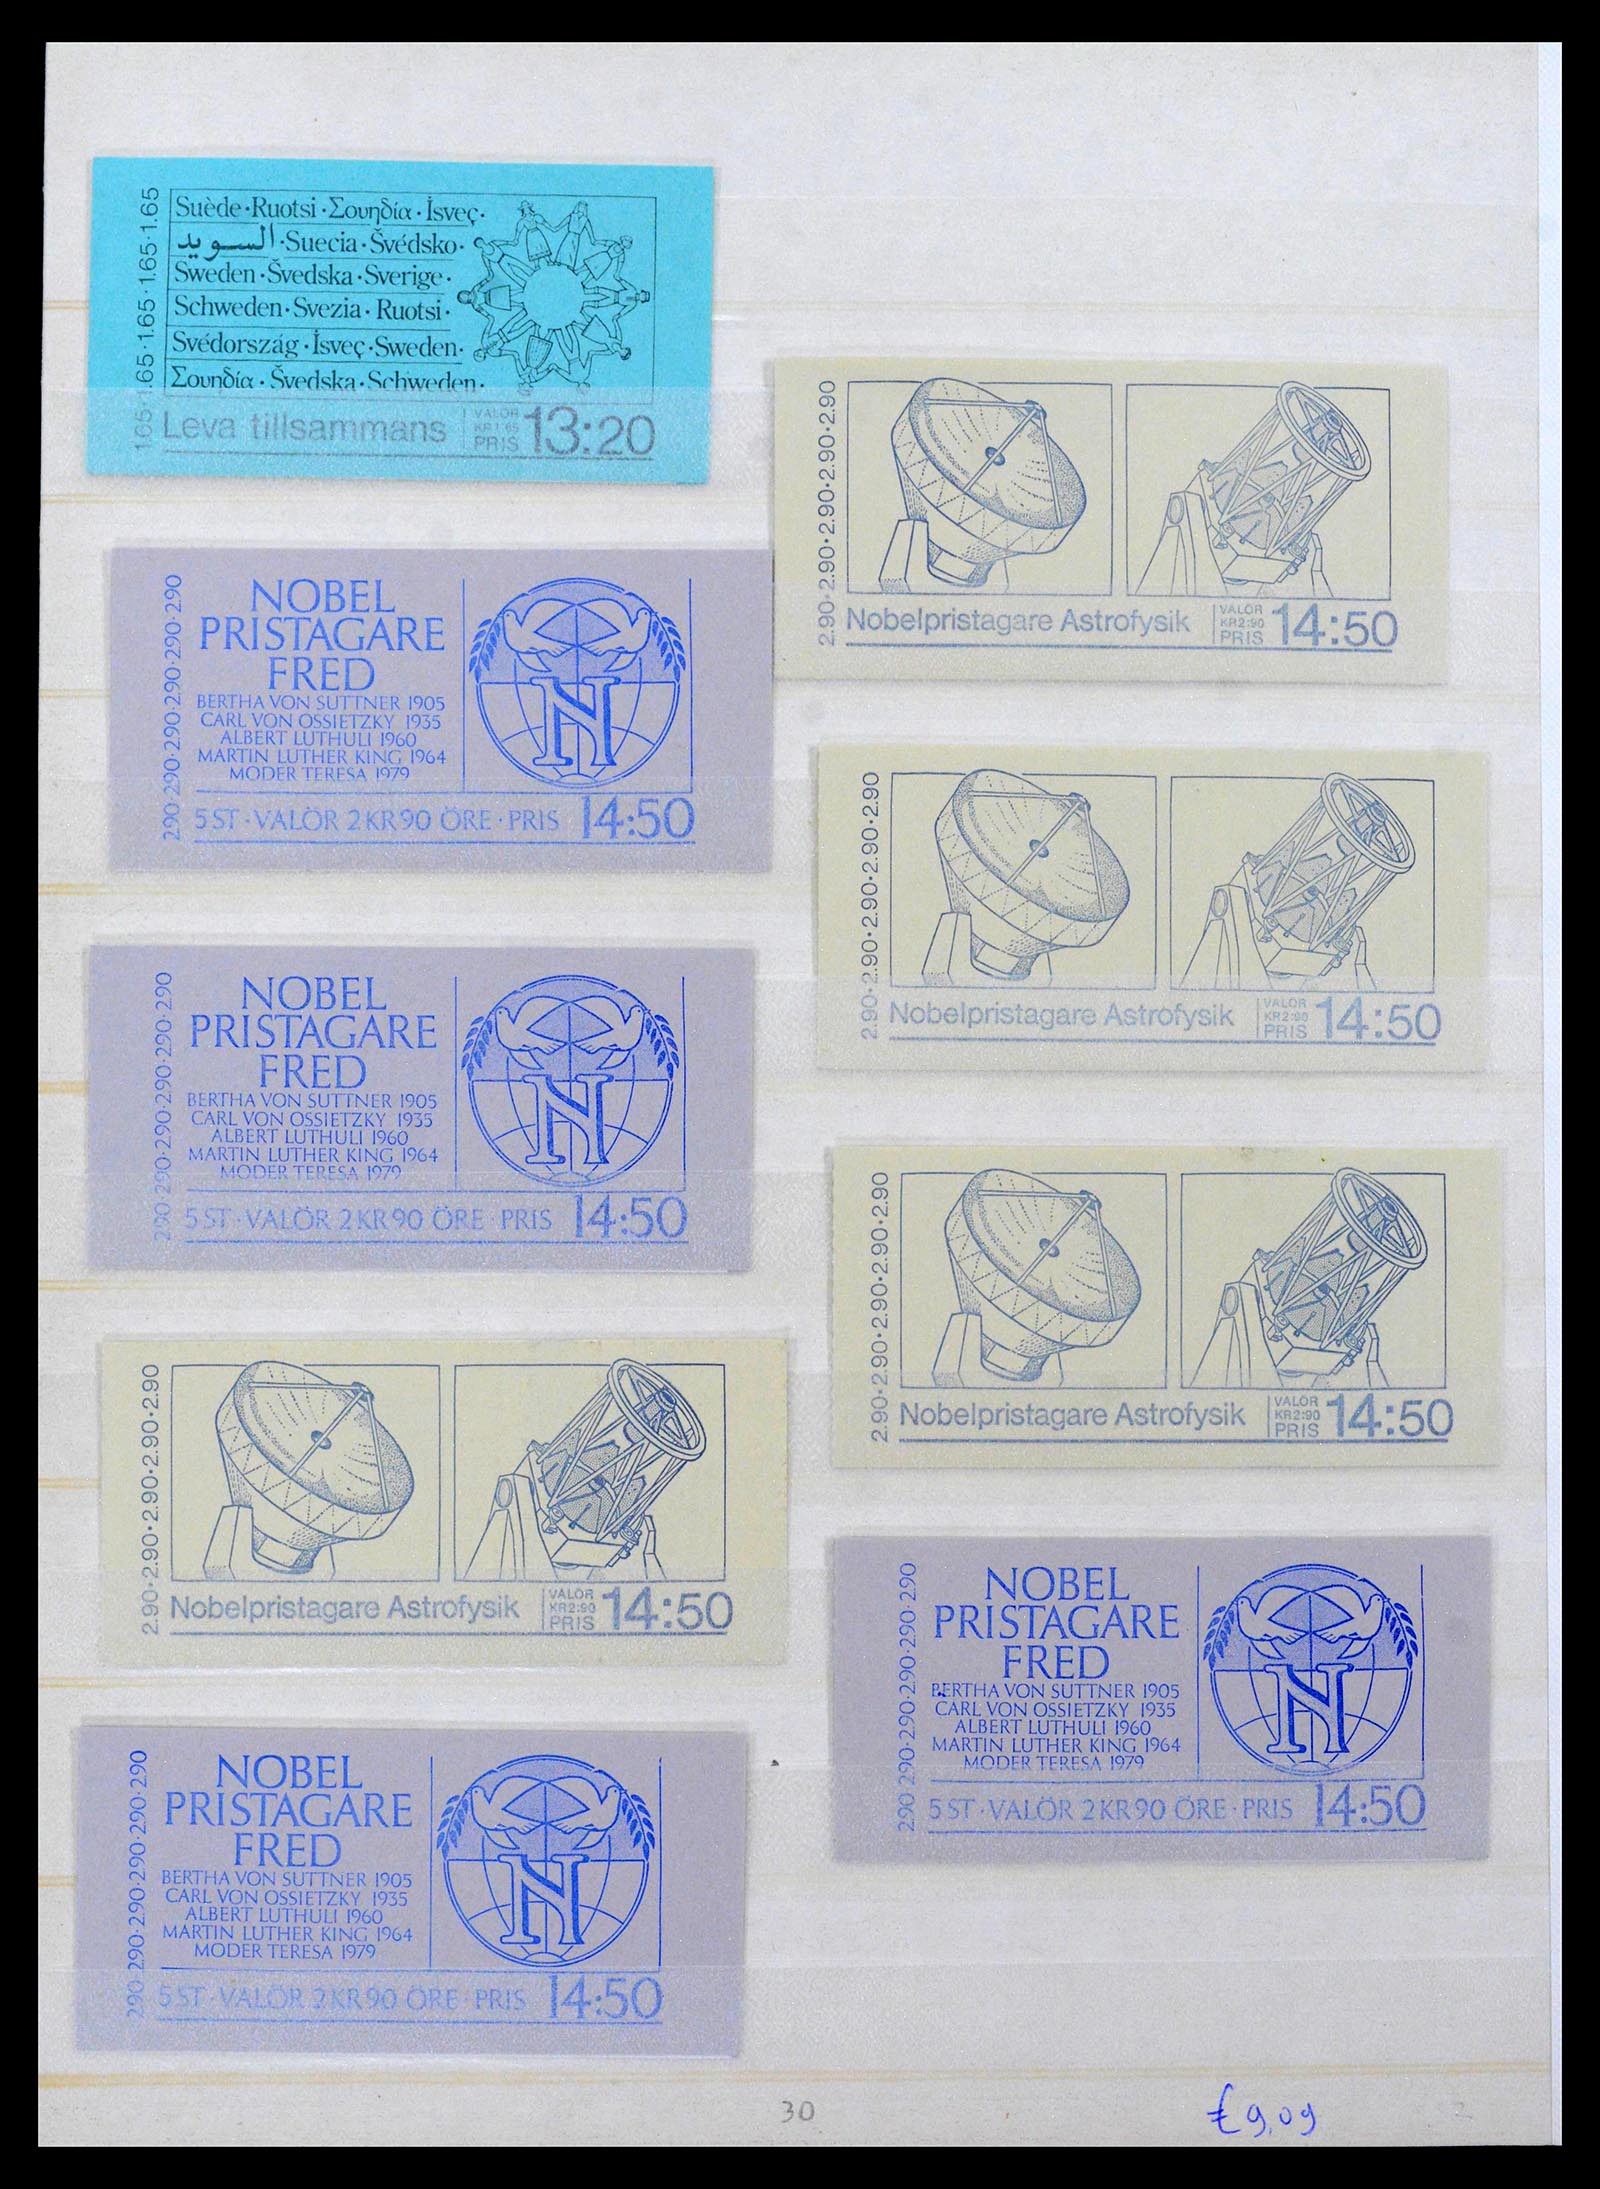 1.65·1.65·1.65·1.65·1.65
Suède·Ruotsi·Σουηδία·İsveç·
السويد·Suecia·Švédsko·
Sweden·Švedska·Sverige·
Schweden·Svezia·Ruotsi·
Svédország·İsveç·Sweden·
Σουηδία·Švedska·Schweden·
Leva tillsammans VALÖR KR 1.65 PRIS 13:20
2.90·2.90·2.90·2.90·2.90
Nobelpristagare Astrofysik VALÖR KR2:90 PRIS 14:50
2.90·2.90·2.90·2.90·2.90
NOBEL
PRISTAGARE
FRED
BERTHA VON SUTTNER 1905
CARL VON OSSIETZKY 1935
ALBERT LUTHULI 1960
MARTIN LUTHER KING 1964
MODER TERESA 1979
N
5 ST·VALÖR 2 KR 90 ÖRE·PRIS 14:50
2.90·2.90·2.90·2.90·2.90
Nobelpristagare Astrofysik VALÖR KR2:90 PRIS 14:50
2.90·2.90·2.90·2.90·2.90
NOBEL
PRISTAGARE
FRED
BERTHA VON SUTTNER 1905
CARL VON OSSIETZKY 1935
ALBERT LUTHULI 1960
MARTIN LUTHER KING 1964
MODER TERESA 1979
N
5 ST·VALÖR 2 KR 90 ÖRE·PRIS 14:50
2.90·2.90·2.90·2.90·2.90
Nobelpristagare Astrofysik VALÖR KR2:90 PRIS 14:50
2.90·2.90·2.90·2.90·2.90
Nobelpristagare Astrofysik VALÖR KR2:90 PRIS 14:50
2.90·2.90·2.90·2.90·2.90
NOBEL
PRISTAGARE
FRED
BERTHA VON SUTTNER 1905
CARL VON OSSIETZKY 1935
ALBERT LUTHULI 1960
MARTIN LUTHER KING 1964
MODER TERESA 1979
N
5 ST·VALÖR 2 KR 90 ÖRE·PRIS 14:50
2.90·2.90·2.90·2.90·2.90
NOBEL
PRISTAGARE
FRED
BERTHA VON SUTTNER 1905
CARL VON OSSIETZKY 1935
ALBERT LUTHULI 1960
MARTIN LUTHER KING 1964
MODER TERESA 1979
N
5 ST·VALÖR 2 KR 90 ÖRE·PRIS 14:50
30
€9,09
2